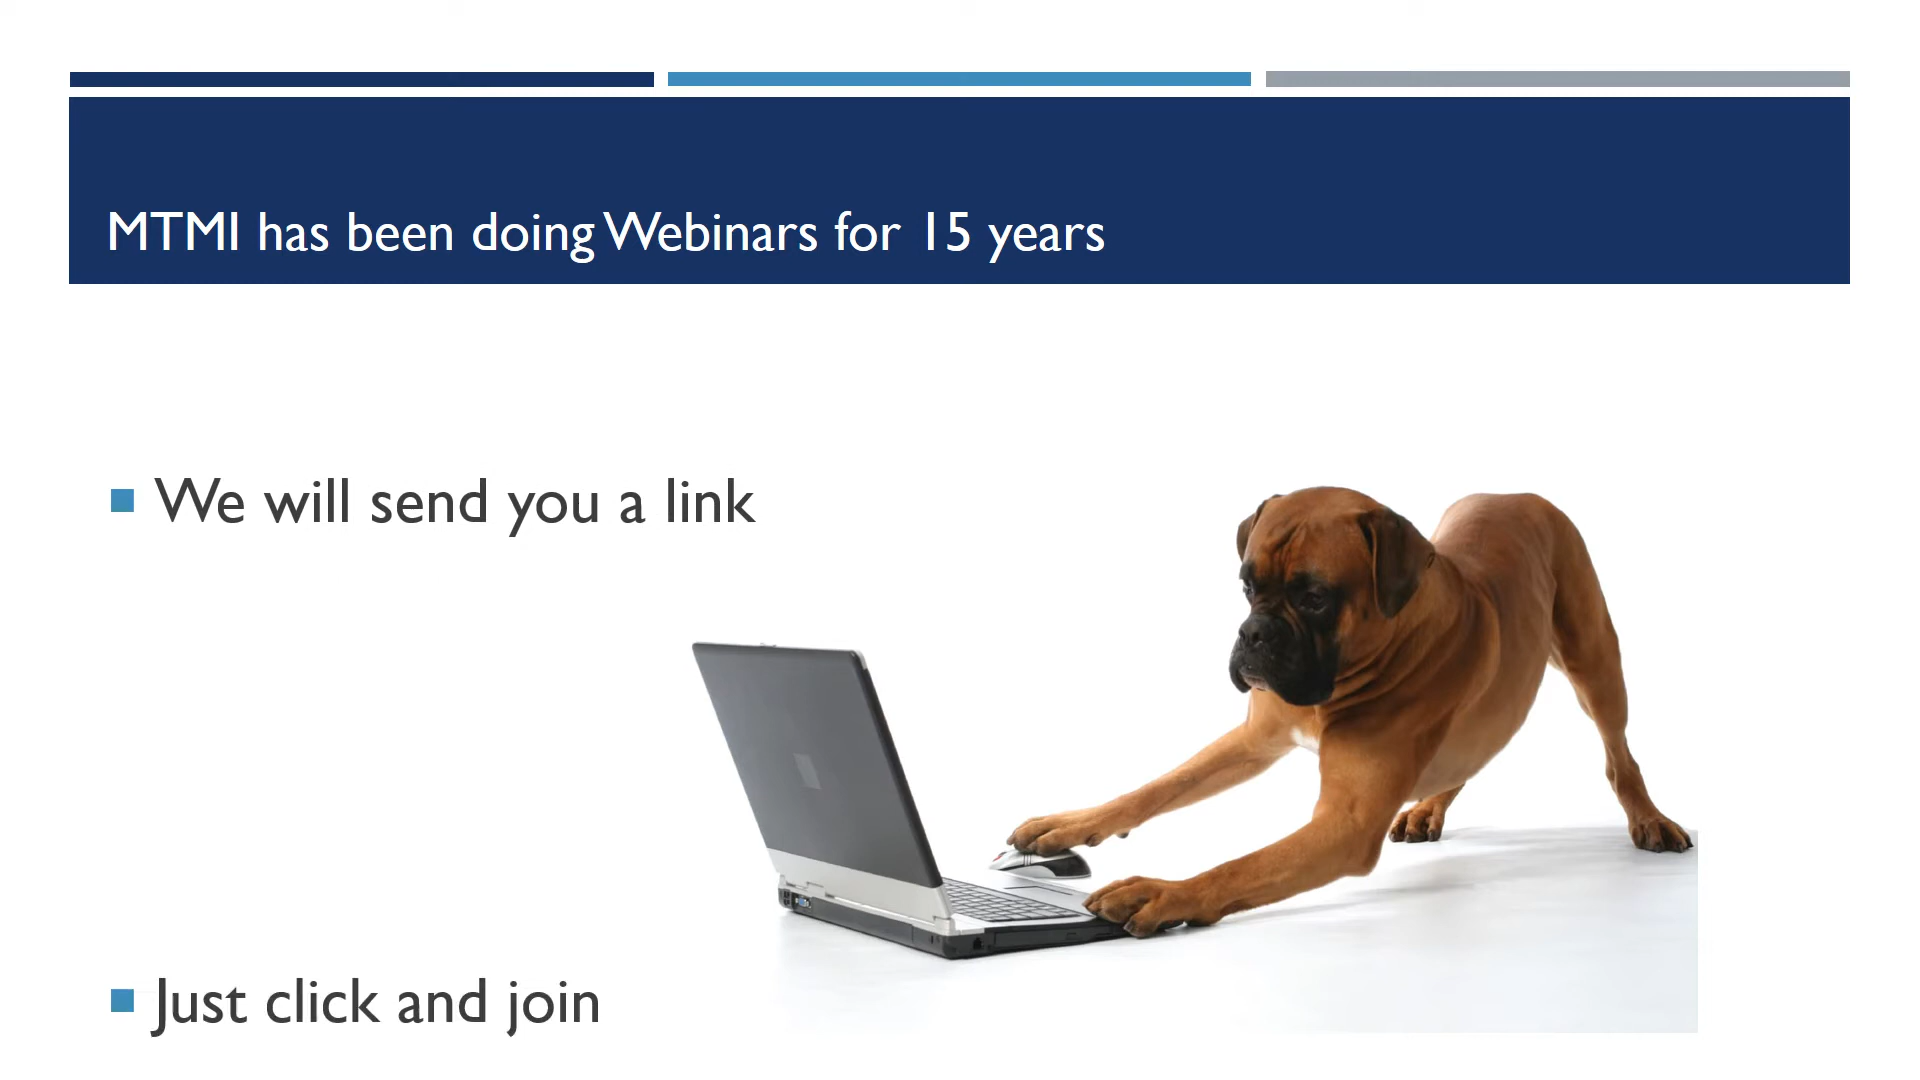 MTMI has been doing Webinars for 15 years
We will send you a link
Just click and join